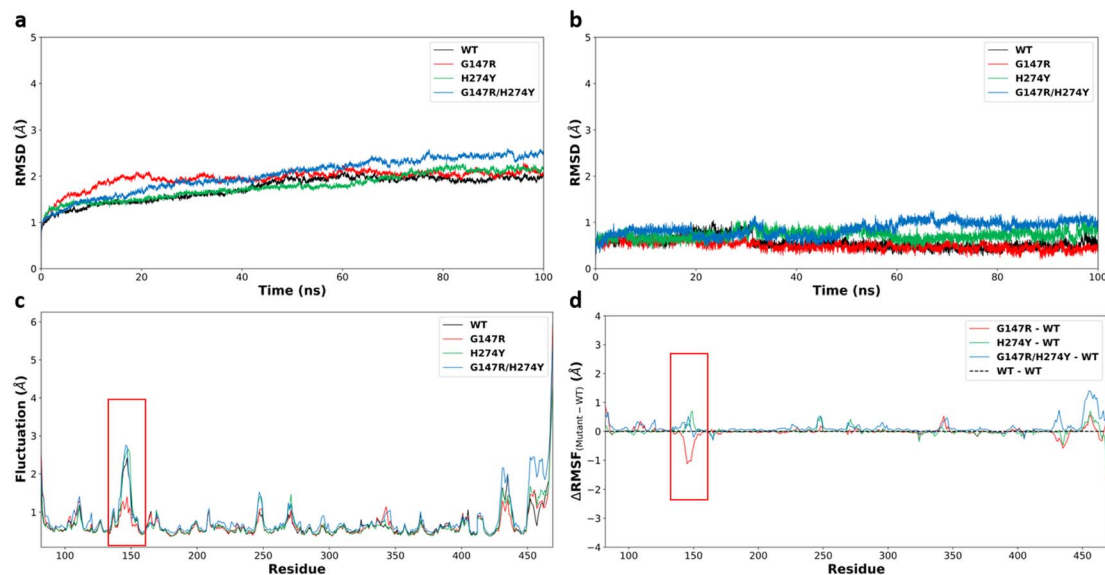 a
5
4
3
2
1
0
RMSD (Å)
WT
G147R
H274Y
G147R/H274Y
0 20 40 60 80 100
Time (ns)
b
5
4
3
2
1
0
RMSD (Å)
WT
G147R
H274Y
G147R/H274Y
0 20 40 60 80 100
Time (ns)
c
6
5
4
3
2
1
Fluctuation (Å)
WT
G147R
H274Y
G147R/H274Y
100 150 200 250 300 350 400 450
Residue
d
4
3
2
1
0
−1
−2
−3
−4
ΔRMSF(Mutant−WT) (Å)
G147R - WT
H274Y - WT
G147R/H274Y - WT
WT - WT
100 150 200 250 300 350 400 450
Residue